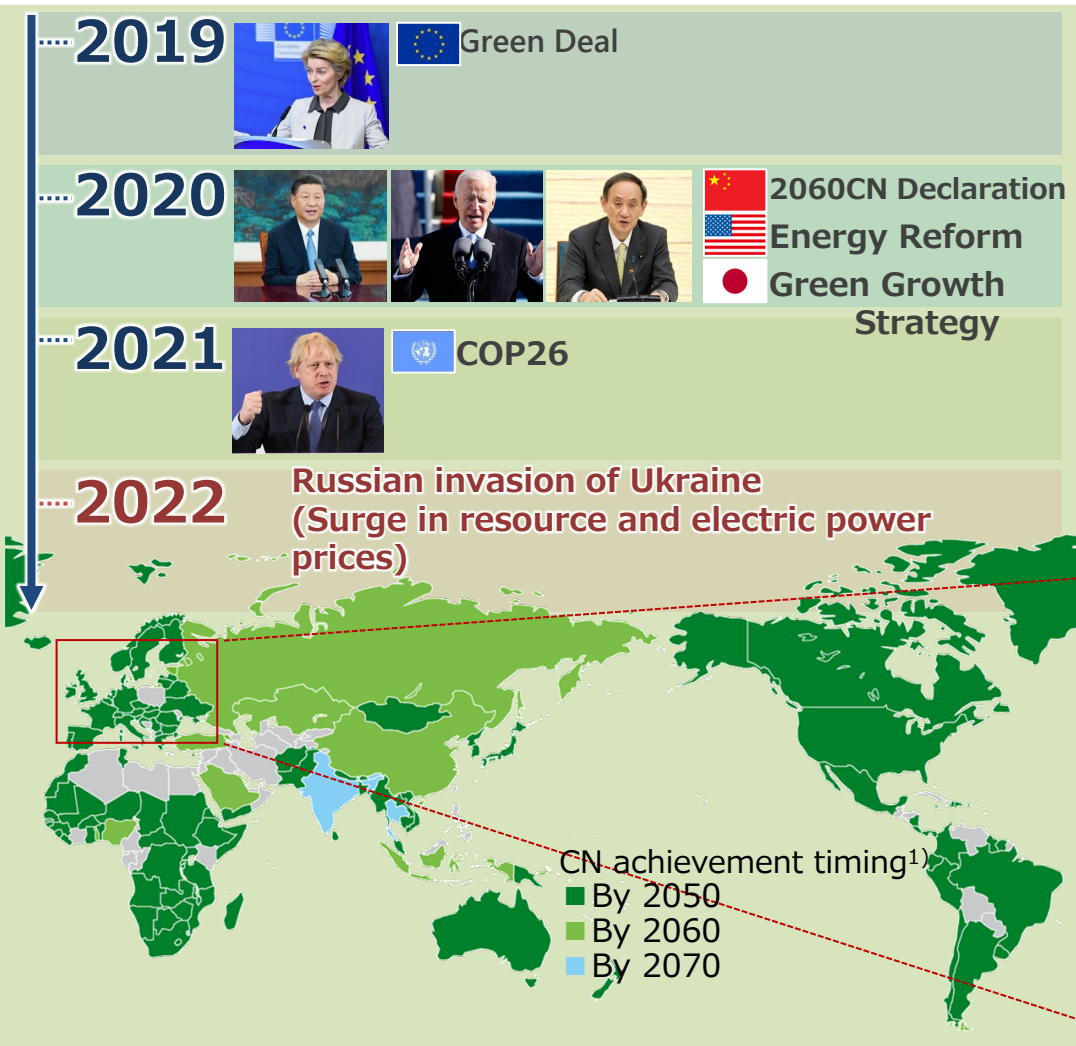 2019
Green Deal
2020
2060CN Declaration
Energy Reform
Green Growth
Strategy
2021
COP26
2022
Russian invasion of Ukraine
(Surge in resource and electric power
prices)
CN achievement timing1)
By 2050
By 2060
By 2070